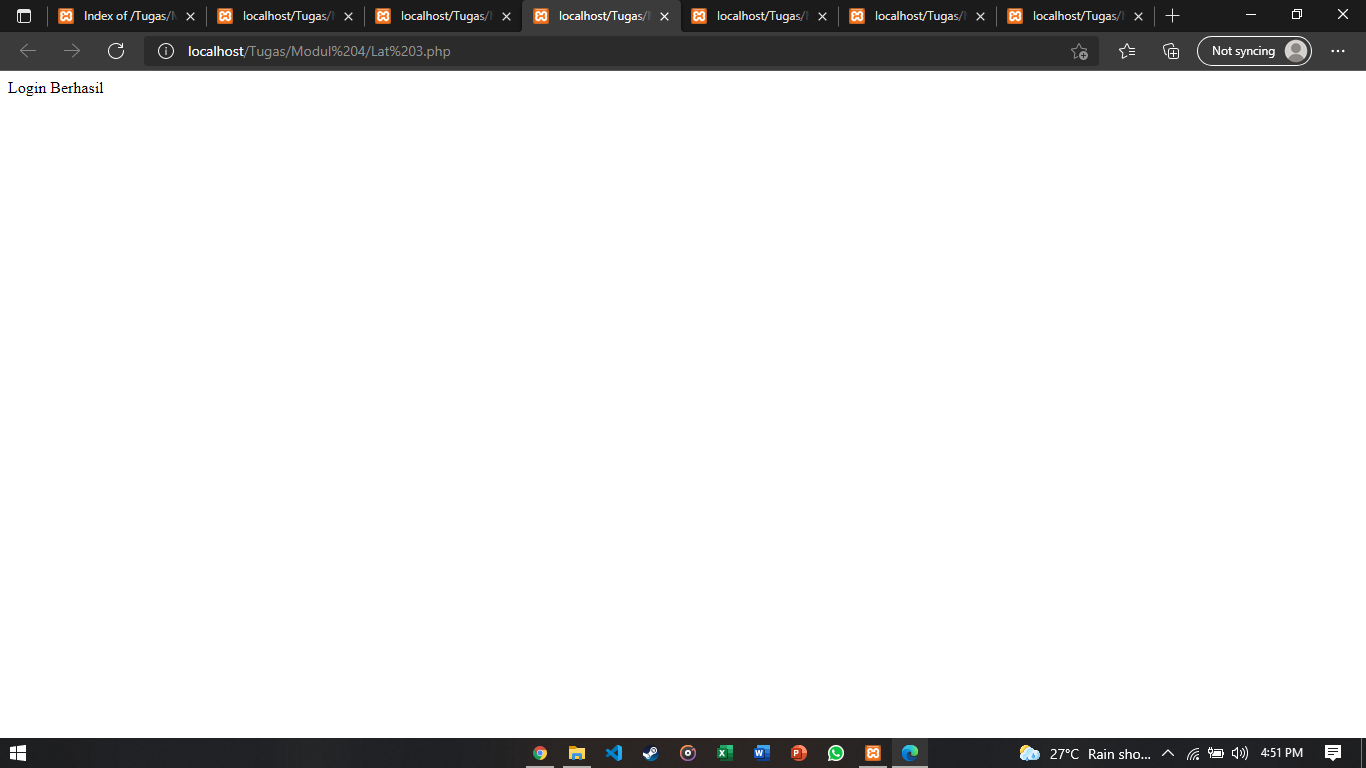 Index of /Tugas/M
localhost/Tugas/
localhost/Tugas/
localhost/Tugas/
localhost/Tugas/
localhost/Tugas/
localhost/Tugas/
localhost/Tugas/Modul%204/Lat%203.php
Not syncing
Login Berhasil
27°C Rain sho...
4:51 PM